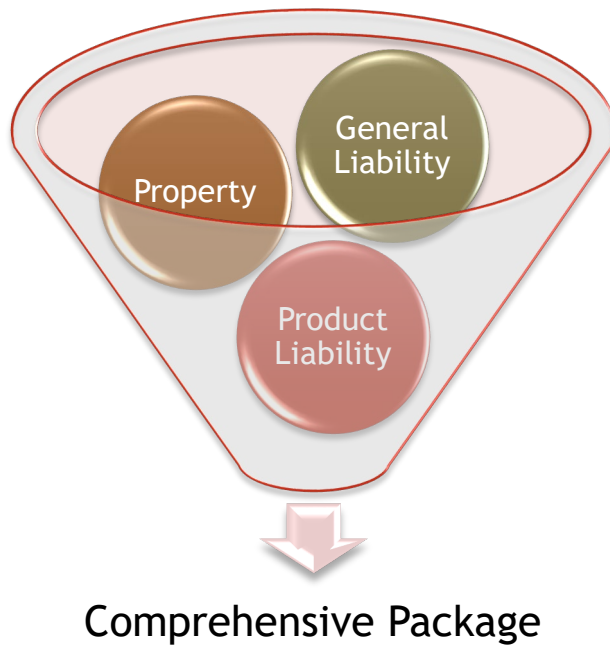 General
Liability
Property
Product
Liability
Comprehensive Package